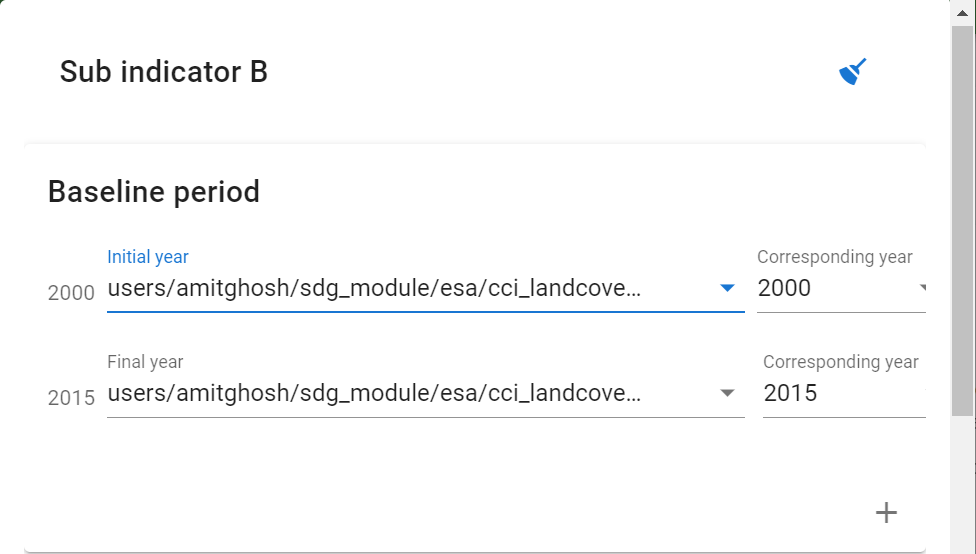 Sub indicator B
Baseline period
Initial year
Corresponding year
2000 users/amitghosh/sdg_module/esa/cci_landcove... 2000
Final year
Corresponding year
2015 users/amitghosh/sdg_module/esa/cci_landcove... 2015